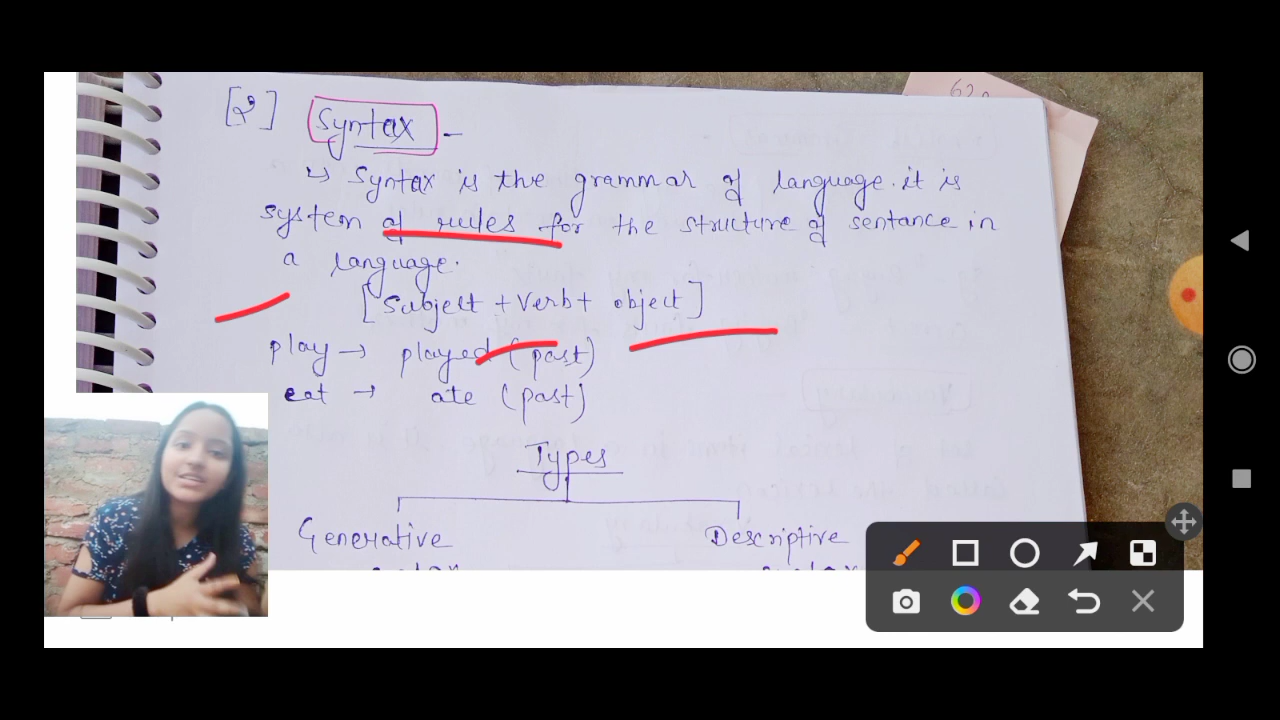 [2] Syntax -
↳ Syntax is the grammar of language. it is
system of rules for the structure of sentance in
a language.
[Subject + Verb + object]
play → played (past)
eat → ate (past)
Types
Generative Descriptive